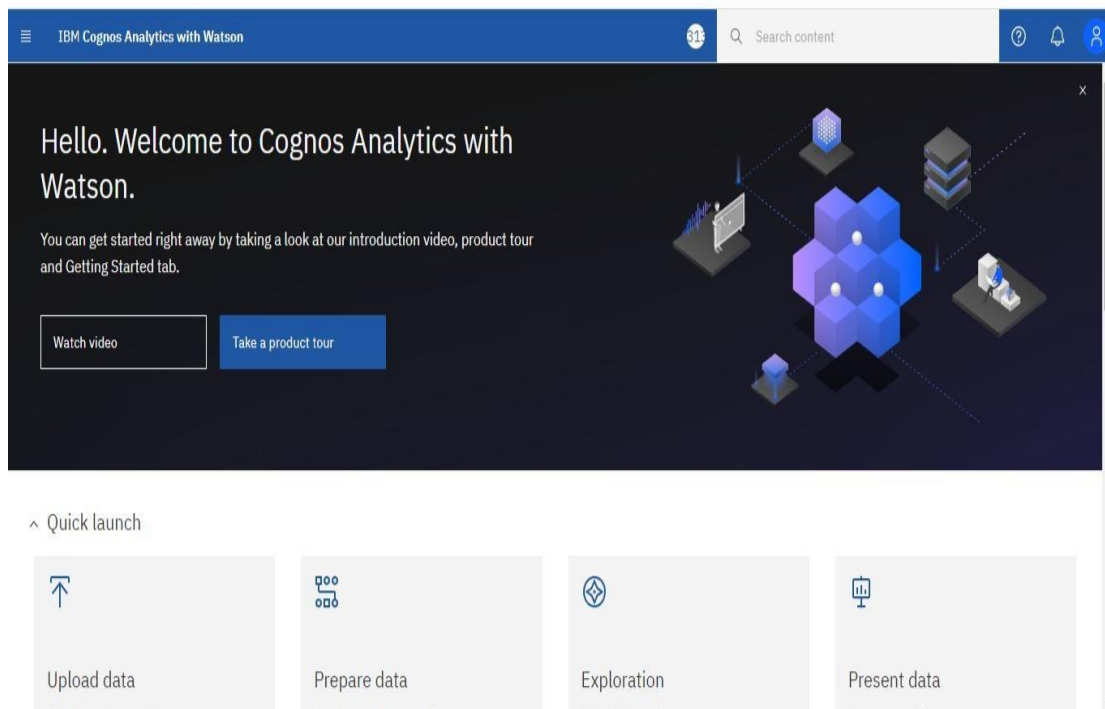 IBM Cognos Analytics with Watson
313
Search content
Hello. Welcome to Cognos Analytics with
Watson.
You can get started right away by taking a look at our introduction video, product tour
and Getting Started tab.
Watch video
Take a product tour
Quick launch
Upload data
Prepare data
Exploration
Present data